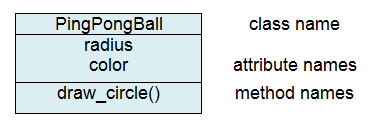 PingPongBall class name
radius
color attribute names
draw_circle() method names